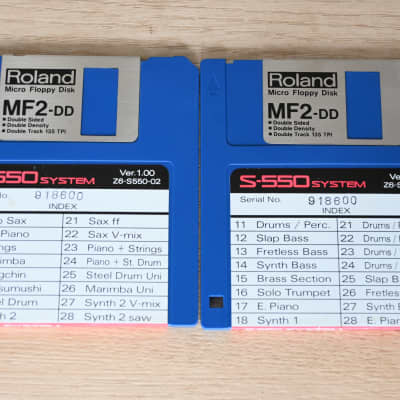 Roland
Micro Floppy Disk
MF2-DD
Double Sided
Double Density
Double Track 135 TPI
S-550 SYSTEM
Ver.1.00
Z6-S550-02
No. 918600
INDEX
Sax 21 Sax ff
Piano 22 Sax V-mix
23 Piano + Strings
24 Piano + St. Drum
25 Steel Drum Uni
26 Marimba Uni
Drum 27 Synth 2 V-mix
2 28 Synth 2 saw
Roland
Micro Floppy Disk
MF2-DD
Double Sided
Double Density
Double Track 135 TPI
S-550 SYSTEM
Serial No. 918600
INDEX
11 Drums / Perc. 21 Drums /
12 Slap Bass 22 Drums /
13 Fretless Bass 23 Drums /
14 Synth Bass 24 Drums /
15 Brass Section 25 Slap
16 Solo Trumpet 26 Fretless
17 E. Piano 27 Synth
18 Synth 1 28 E. Piano